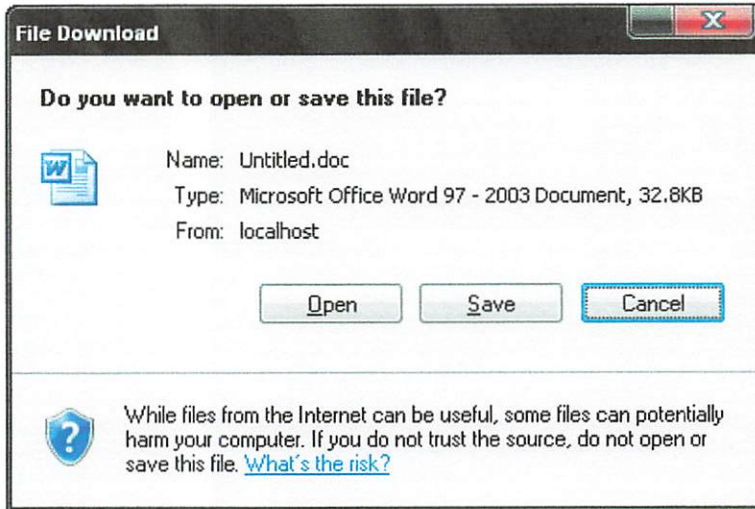 File Download
X
Do you want to open or save this file?
W
Name: Untitled.doc
Type: Microsoft Office Word 97 - 2003 Document, 32.8KB
From: localhost
Open Save Cancel
?
While files from the Internet can be useful, some files can potentially
harm your computer. If you do not trust the source, do not open or
save this file. What's the risk?